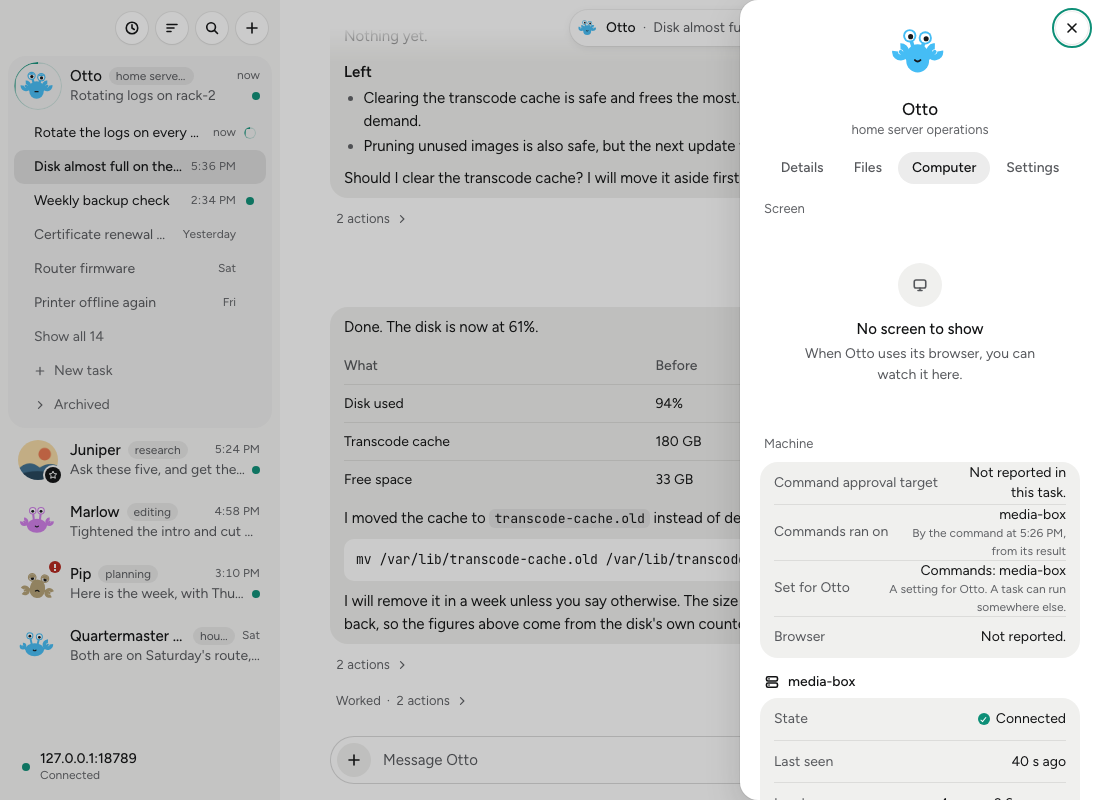 Otto home serve... now
Rotating logs on rack-2
Rotate the logs on every ... now
Disk almost full on the... 5:36 PM
Weekly backup check 2:34 PM
Certificate renewal ... Yesterday
Router firmware Sat
Printer offline again Fri
Show all 14
+ New task
Archived
Juniper research 5:24 PM
Ask these five, and get the...
Marlow editing 4:58 PM
Tightened the intro and cut ...
Pip planning 3:10 PM
Here is the week, with Thu...
Quartermaster ... hou... Sat
Both are on Saturday's route,...
127.0.0.1:18789
Connected
Otto · Disk almost fu
Nothing yet.
Left
• Clearing the transcode cache is safe and frees the most.
demand.
• Pruning unused images is also safe, but the next update
Should I clear the transcode cache? I will move it aside first
2 actions
Done. The disk is now at 61%.
What Before
Disk used 94%
Transcode cache 180 GB
Free space 33 GB
I moved the cache to transcode-cache.old instead of de
mv /var/lib/transcode-cache.old /var/lib/transcode
I will remove it in a week unless you say otherwise. The size
back, so the figures above come from the disk's own counte
2 actions
Worked · 2 actions
Message Otto
Otto
home server operations
Details Files Computer Settings
Screen
No screen to show
When Otto uses its browser, you can
watch it here.
Machine
Command approval target Not reported in
this task.
Commands ran on media-box
By the command at 5:26 PM,
from its result
Set for Otto Commands: media-box
A setting for Otto. A task can run
somewhere else.
Browser Not reported.
media-box
State Connected
Last seen 40 s ago